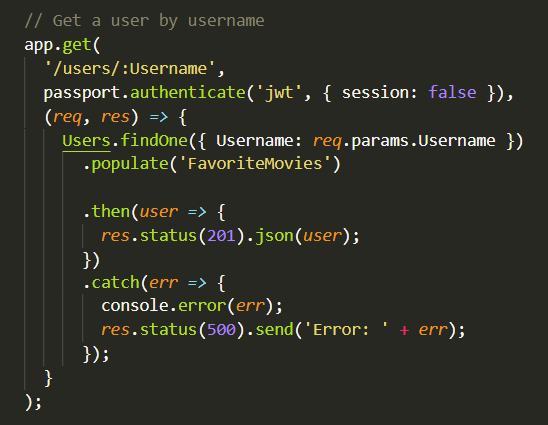 // Get a user by username
app.get(
'/users/:Username',
passport.authenticate('jwt', { session: false }),
(req, res) => {
Users.findOne({ Username: req.params.Username })
.populate('FavoriteMovies')
.then(user => {
res.status(201).json(user);
})
.catch(err => {
console.error(err);
res.status(500).send('Error: ' + err);
});
}
);